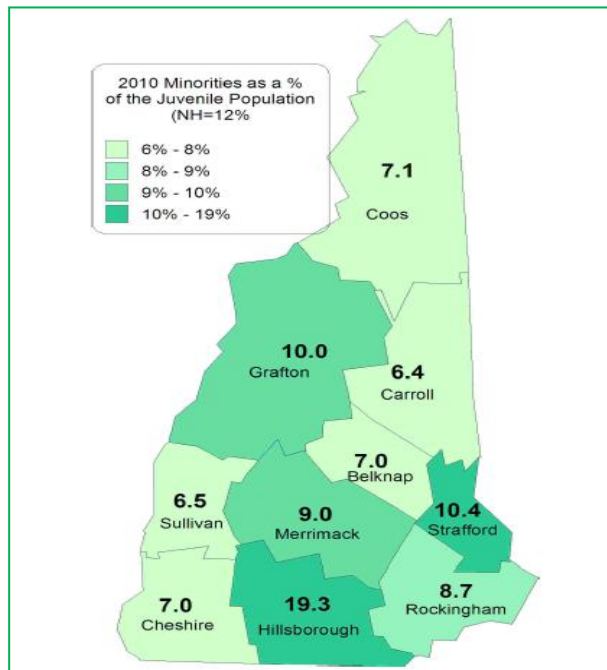 2010 Minorities as a %
of the Juvenile Population
(NH=12%
6% - 8%
8% - 9%
9% - 10%
10% - 19%
7.1
Coos
10.0
Grafton
6.4
Carroll
7.0
Belknap
6.5
Sullivan
9.0
Merrimack
10.4
Strafford
7.0
Cheshire
19.3
Hillsborough
8.7
Rockingham